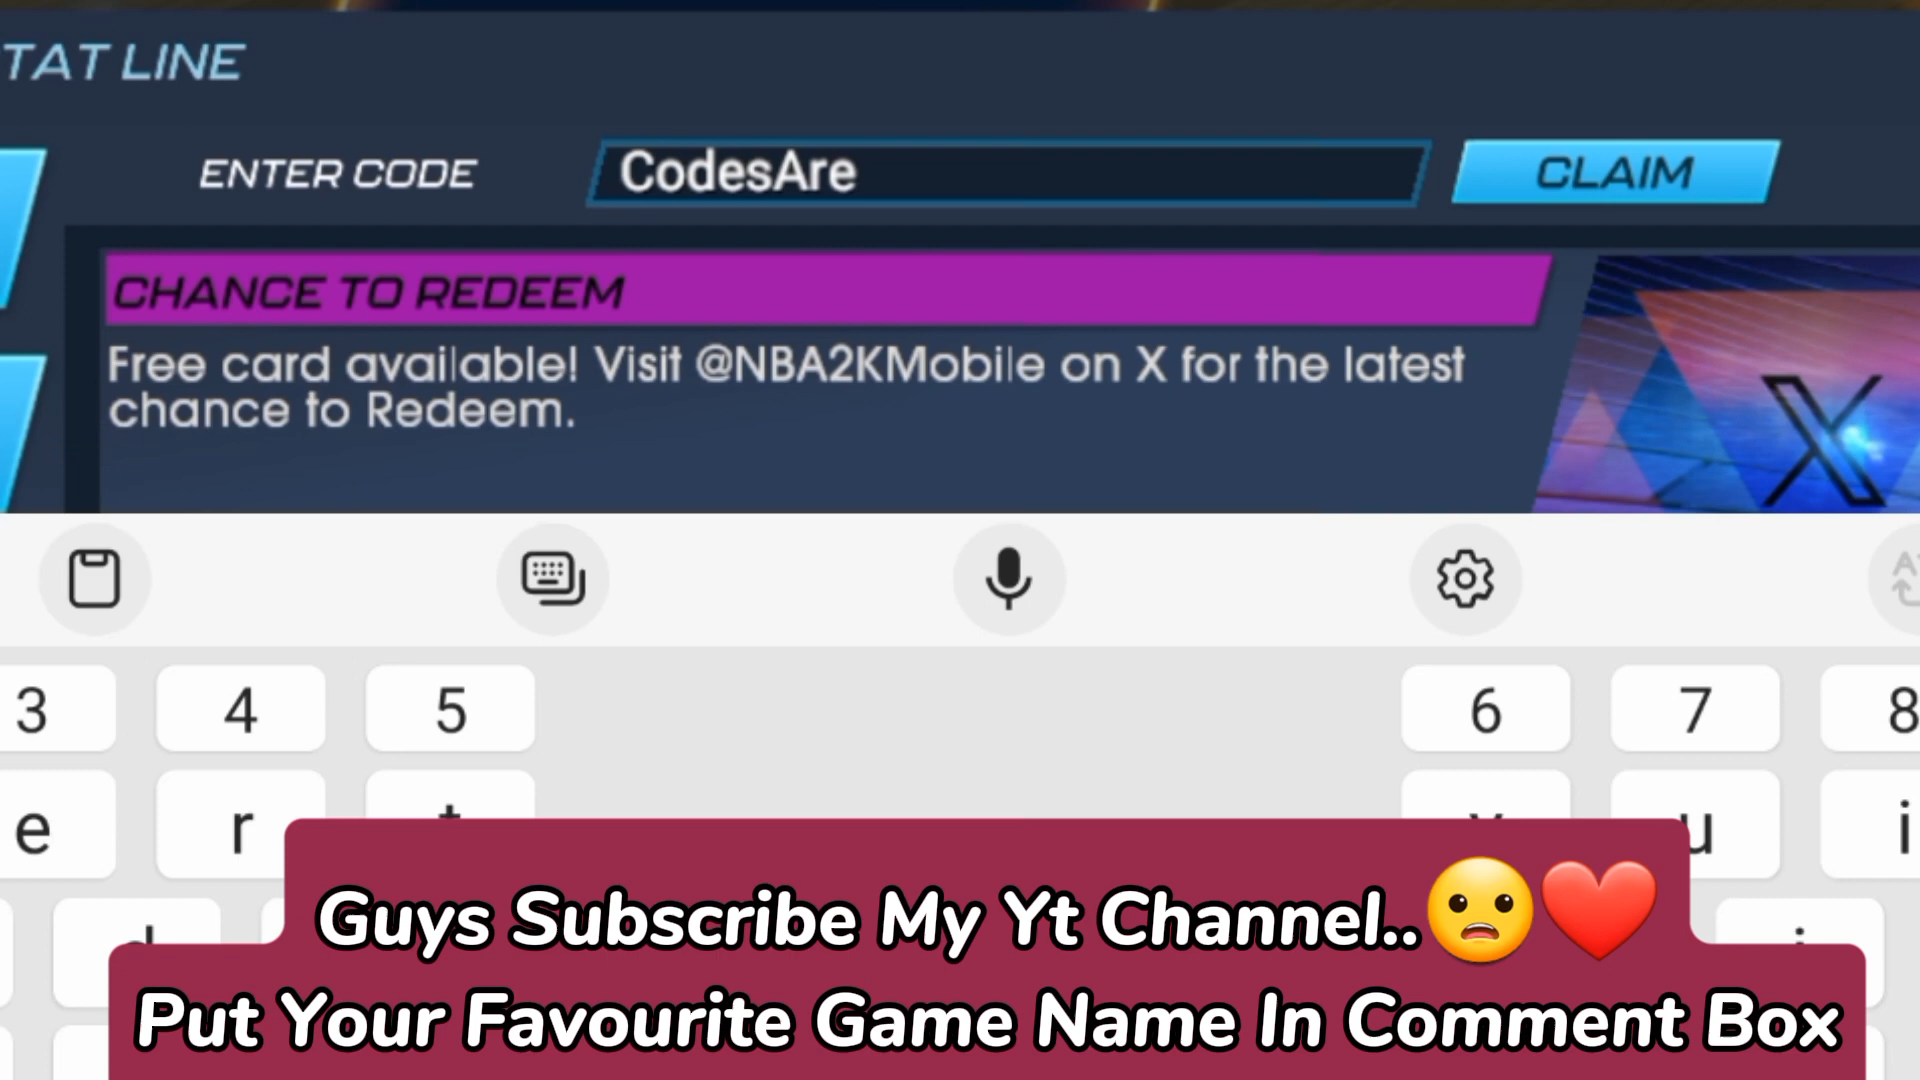 TAT LINE
ENTER CODE CodesAre CLAIM
CHANCE TO REDEEM
Free card available! Visit @NBA2KMobile on X for the latest
chance to Redeem.
X
3 4 5 6 7 8
e r t y u i
d j
Guys Subscribe My Yt Channel..😦❤️
Put Your Favourite Game Name In Comment Box